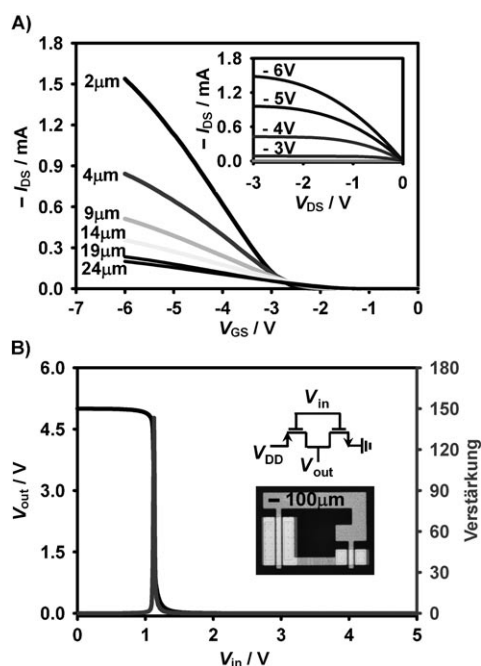 A)
− I_DS / mA
1.8
1.5
1.2
0.9
0.6
0.3
0.0
2µm
4µm
9µm
14µm
19µm
24µm
-7 -6 -5 -4 -3 -2 -1 0
V_GS / V
− I_DS / mA
1.8
1.2
0.6
0.0
- 6V
- 5V
- 4V
- 3V
-3 -2 -1 0
V_DS / V
B)
V_out / V
6.0
4.5
3.0
1.5
0.0
180
150
120
90
60
30
0
Verstärkung
V_in
V_DD
V_out
100µm
0 1 2 3 4 5
V_in / V